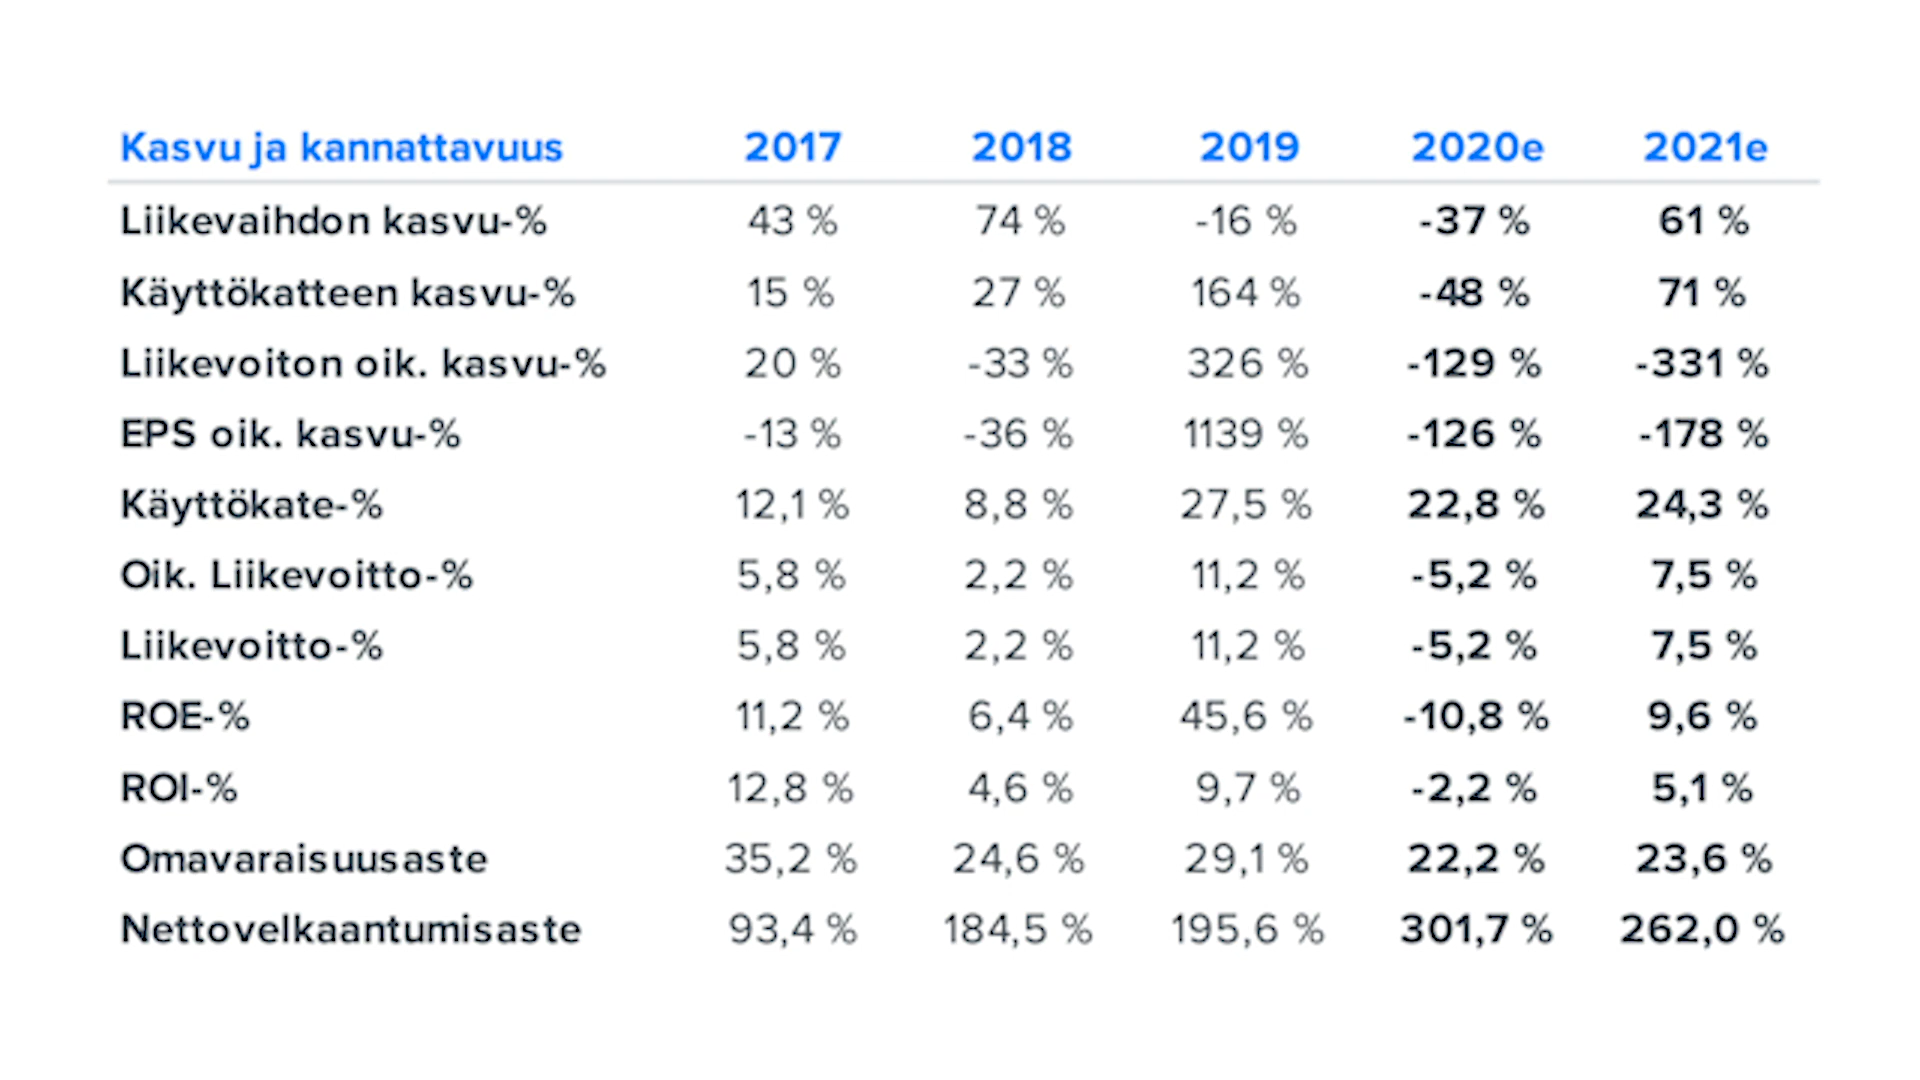 Kasvu ja kannattavuus 2017 2018 2019 2020e 2021e
Liikevaihdon kasvu-% 43 % 74 % -16 % -37 % 61 %
Käyttökatteen kasvu-% 15 % 27 % 164 % -48 % 71 %
Liikevoiton oik. kasvu-% 20 % -33 % 326 % -129 % -331 %
EPS oik. kasvu-% -13 % -36 % 1139 % -126 % -178 %
Käyttökate-% 12,1 % 8,8 % 27,5 % 22,8 % 24,3 %
Oik. Liikevoitto-% 5,8 % 2,2 % 11,2 % -5,2 % 7,5 %
Liikevoitto-% 5,8 % 2,2 % 11,2 % -5,2 % 7,5 %
ROE-% 11,2 % 6,4 % 45,6 % -10,8 % 9,6 %
ROI-% 12,8 % 4,6 % 9,7 % -2,2 % 5,1 %
Omavaraisuusaste 35,2 % 24,6 % 29,1 % 22,2 % 23,6 %
Nettovelkaantumisaste 93,4 % 184,5 % 195,6 % 301,7 % 262,0 %